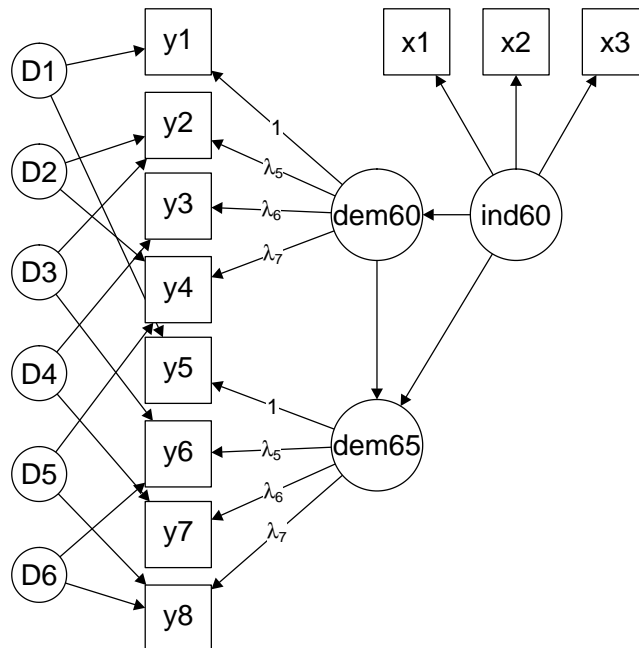 y1
x1
x2
x3
D1
y2
1
D2
λ5
y3
λ6
dem60
ind60
λ7
D3
y4
y5
D4
1
dem65
y6
λ5
D5
λ6
y7
λ7
D6
y8